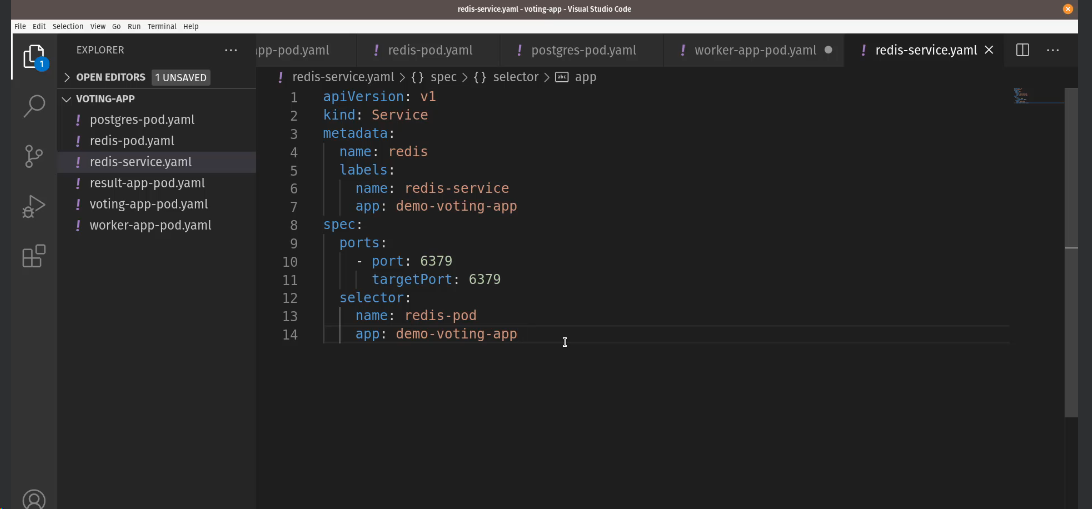 redis-service.yaml - voting-app - Visual Studio Code
File Edit Selection View Go Run Terminal Help
EXPLORER
app-pod.yaml redis-pod.yaml postgres-pod.yaml worker-app-pod.yaml redis-service.yaml
1
OPEN EDITORS 1 UNSAVED
redis-service.yaml > {} spec > {} selector > abc app
VOTING-APP
postgres-pod.yaml
redis-pod.yaml
redis-service.yaml
result-app-pod.yaml
voting-app-pod.yaml
worker-app-pod.yaml
1 apiVersion: v1
2 kind: Service
3 metadata:
4   name: redis
5   labels:
6     name: redis-service
7     app: demo-voting-app
8 spec:
9   ports:
10     - port: 6379
11       targetPort: 6379
12   selector:
13     name: redis-pod
14     app: demo-voting-app